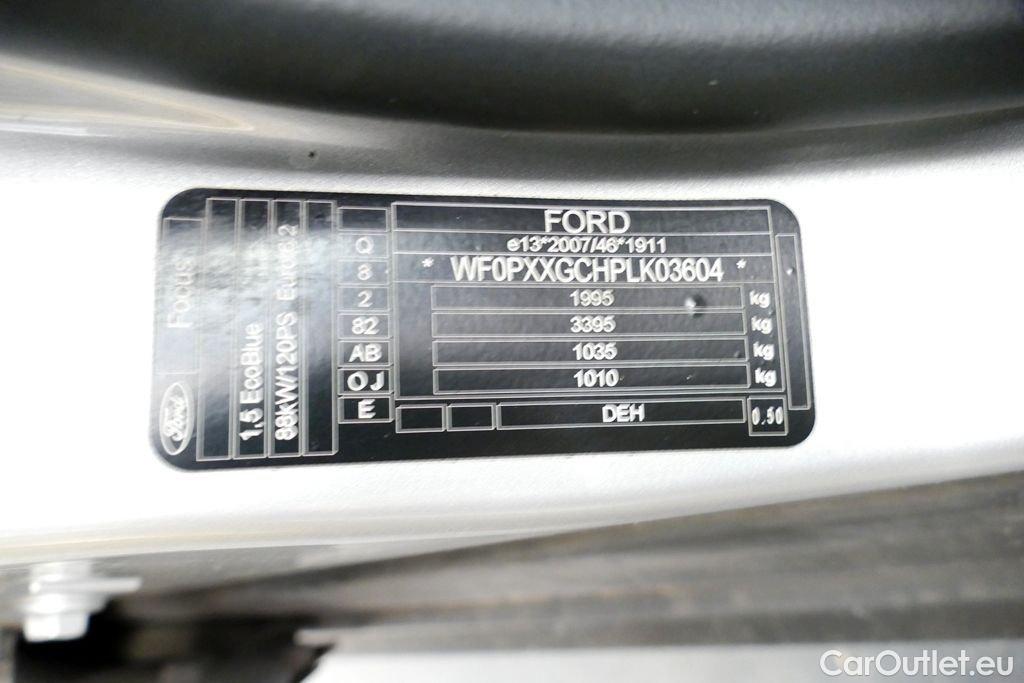 FORD
e13*2007/46*1911
* WF0PXXGCHPLK03604 *
1995 kg
3395 kg
1035 kg
1010 kg
DEH
0.50
Q
8
2
82
AB
OJ
E
Focus
1.5 EcoBlue
88kW/120PS Euro6.2
Ford
CarOutlet.eu